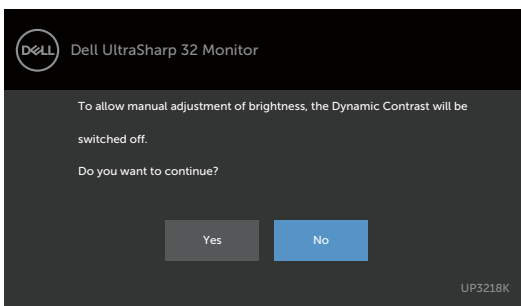 DELL
Dell UltraSharp 32 Monitor
To allow manual adjustment of brightness, the Dynamic Contrast will be
switched off.
Do you want to continue?
Yes
No
UP3218K